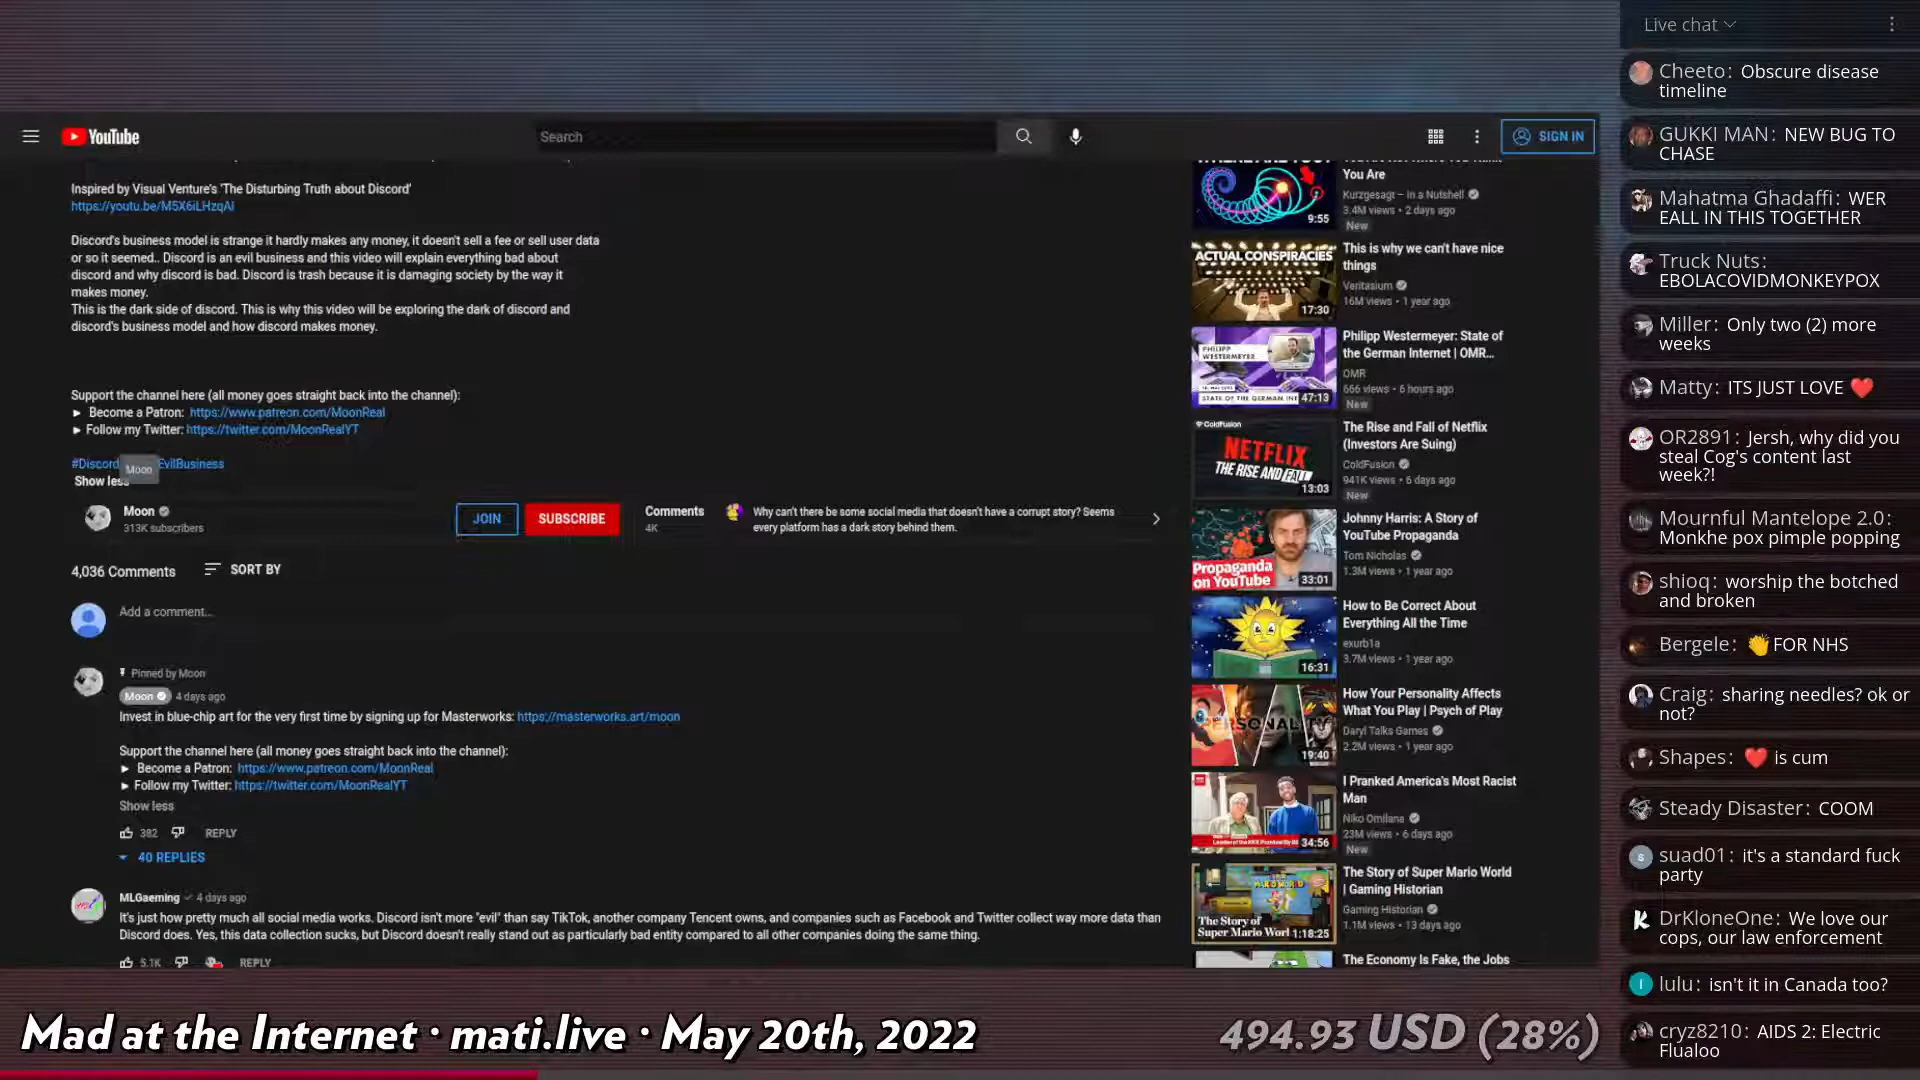 YouTube
Search
SIGN IN
Inspired by Visual Venture's 'The Disturbing Truth about Discord'
https://youtu.be/M5X6iLHzqAI
Discord's business model is strange it hardly makes any money, it doesn't sell a fee or sell user data
or so it seemed.. Discord is an evil business and this video will explain everything bad about
discord and why discord is bad. Discord is trash because it is damaging society by the way it
makes money.
This is the dark side of discord. This is why this video will be exploring the dark of discord and
discord's business model and how discord makes money.
Support the channel here (all money goes straight back into the channel):
► Become a Patron: https://www.patreon.com/MoonReal
► Follow my Twitter: https://twitter.com/MoonRealYT
#Discord
Moon
EvilBusiness
Show less
Moon
313K subscribers
JOIN
SUBSCRIBE
Comments
4K
Why can't there be some social media that doesn't have a corrupt story? Seems
every platform has a dark story behind them.
4,036 Comments
SORT BY
Add a comment...
Pinned by Moon
Moon
4 days ago
Invest in blue-chip art for the very first time by signing up for Masterworks: https://masterworks.art/moon
Support the channel here (all money goes straight back into the channel):
► Become a Patron: https://www.patreon.com/MoonReal
► Follow my Twitter: https://twitter.com/MoonRealYT
Show less
382
REPLY
40 REPLIES
MLGaeming
4 days ago
It's just how pretty much all social media works. Discord isn't more "evil" than say TikTok, another company Tencent owns, and companies such as Facebook and Twitter collect way more data than
Discord does. Yes, this data collection sucks, but Discord doesn't really stand out as particularly bad entity compared to all other companies doing the same thing.
5.1K
REPLY
9:55
You Are
Kurzgesagt – In a Nutshell
3.4M views • 2 days ago
New
ACTUAL CONSPIRACIES
17:30
This is why we can't have nice
things
Veritasium
16M views • 1 year ago
PHILIPP
WESTERMEYER
STATE OF THE GERMAN INT
47:13
Philipp Westermeyer: State of
the German Internet | OMR...
OMR
666 views • 6 hours ago
New
ColdFusion
NETFLIX
THE RISE AND FALL
13:03
The Rise and Fall of Netflix
(Investors Are Suing)
ColdFusion
941K views • 6 days ago
New
Propaganda
on YouTube
33:01
Johnny Harris: A Story of
YouTube Propaganda
Tom Nicholas
1.3M views • 1 year ago
16:31
How to Be Correct About
Everything All the Time
exurb1a
3.7M views • 1 year ago
PERSONALITY
19:40
How Your Personality Affects
What You Play | Psych of Play
Daryl Talks Games
2.2M views • 1 year ago
34:56
I Pranked America's Most Racist
Man
Niko Omilana
23M views • 6 days ago
New
The Story of
Super Mario Worl
1:18:25
The Story of Super Mario World
| Gaming Historian
Gaming Historian
1.1M views • 13 days ago
The Economy Is Fake, the Jobs
Live chat
Cheeto: Obscure disease
timeline
GUKKI MAN: NEW BUG TO
CHASE
Mahatma Ghadaffi: WER
EALL IN THIS TOGETHER
Truck Nuts:
EBOLACOVIDMONKEYPOX
Miller: Only two (2) more
weeks
Matty: ITS JUST LOVE ❤️
OR2891: Jersh, why did you
steal Cog's content last
week?!
Mournful Mantelope 2.0:
Monkhe pox pimple popping
shioq: worship the botched
and broken
Bergele: 👏FOR NHS
Craig: sharing needles? ok or
not?
Shapes: ❤️ is cum
Steady Disaster: COOM
suad01: it's a standard fuck
party
DrKloneOne: We love our
cops, our law enforcement
lulu: isn't it in Canada too?
cryz8210: AIDS 2: Electric
Flualoo
Mad at the Internet · mati.live · May 20th, 2022
494.93 USD (28%)